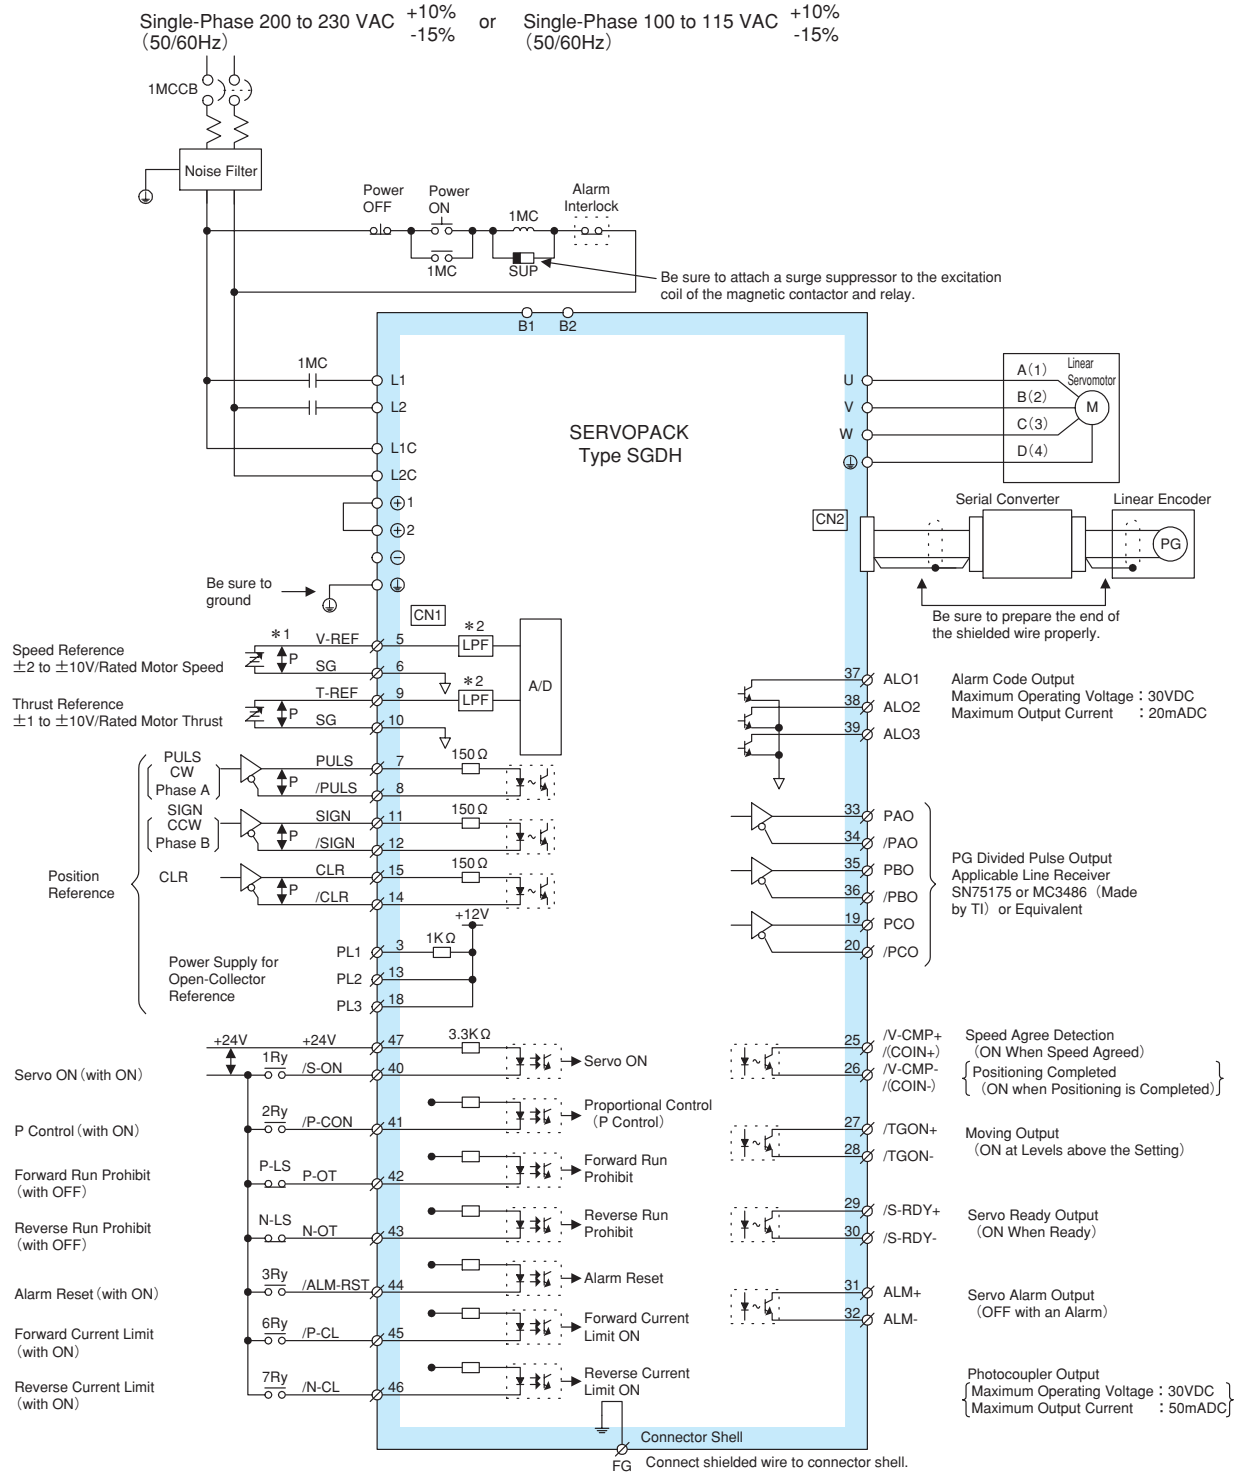 Single-Phase 200 to 230 VAC +10% -15% or Single-Phase 100 to 115 VAC +10% -15%
(50/60Hz) (50/60Hz)
1MCCB
Noise Filter
Power OFF
Power ON
1MC
Alarm Interlock
1MC
SUP
Be sure to attach a surge suppressor to the excitation
coil of the magnetic contactor and relay.
B1 B2
1MC
L1
L2
L1C
L2C
⊕1
⊕2
⊖
Be sure to
ground
SERVOPACK
Type SGDH
U
V
W
A(1)
B(2)
C(3)
D(4)
Linear
Servomotor
M
CN2
Serial Converter
Linear Encoder
PG
Be sure to prepare the end of
the shielded wire properly.
CN1
Speed Reference
±2 to ±10V/Rated Motor Speed
*1
P
V-REF 5
SG 6
*2
LPF
Thrust Reference
±1 to ±10V/Rated Motor Thrust
P
T-REF 9
SG 10
*2
LPF
A/D
Position
Reference
PULS
CW
Phase A
P
PULS 7
/PULS 8
150Ω
SIGN
CCW
Phase B
P
SIGN 11
/SIGN 12
150Ω
CLR
P
CLR 15
/CLR 14
150Ω
+12V
Power Supply for
Open-Collector
Reference
PL1 3
1KΩ
PL2 13
PL3 18
+24V +24V 47
3.3KΩ
Servo ON (with ON)
1Ry /S-ON 40
Servo ON
P Control (with ON)
2Ry /P-CON 41
Proportional Control
(P Control)
Forward Run Prohibit
(with OFF)
P-LS P-OT 42
Forward Run
Prohibit
Reverse Run Prohibit
(with OFF)
N-LS N-OT 43
Reverse Run
Prohibit
Alarm Reset (with ON)
3Ry /ALM-RST 44
Alarm Reset
Forward Current Limit
(with ON)
6Ry /P-CL 45
Forward Current
Limit ON
Reverse Current Limit
(with ON)
7Ry /N-CL 46
Reverse Current
Limit ON
37 ALO1
38 ALO2
39 ALO3
Alarm Code Output
Maximum Operating Voltage : 30VDC
Maximum Output Current : 20mADC
33 PAO
34 /PAO
35 PBO
36 /PBO
19 PCO
20 /PCO
PG Divided Pulse Output
Applicable Line Receiver
SN75175 or MC3486 (Made
by TI) or Equivalent
25 /V-CMP+
/(COIN+)
26 /V-CMP-
/(COIN-)
Speed Agree Detection
(ON When Speed Agreed)
Positioning Completed
(ON when Positioning is Completed)
27 /TGON+
28 /TGON-
Moving Output
(ON at Levels above the Setting)
29 /S-RDY+
30 /S-RDY-
Servo Ready Output
(ON When Ready)
31 ALM+
32 ALM-
Servo Alarm Output
(OFF with an Alarm)
Photocoupler Output
Maximum Operating Voltage : 30VDC
Maximum Output Current : 50mADC
Connector Shell
FG
Connect shielded wire to connector shell.